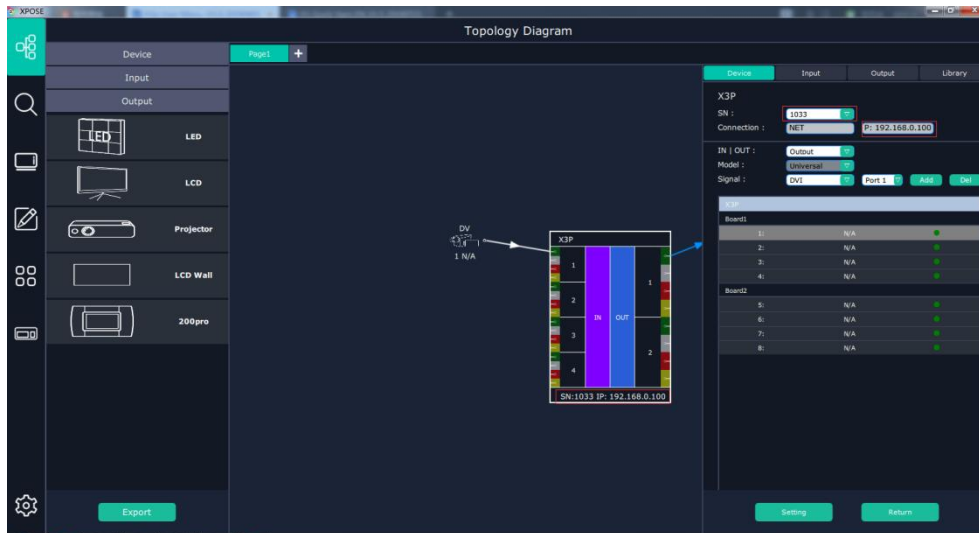 XPOSE
Topology Diagram
Device
Input
Output
LED
LED
LCD
Projector
LCD Wall
200pro
Export
Page1 +
DV
1 N/A
X3P
1
2
3
4
IN
OUT
1
2
SN:1033 IP: 192.168.0.100
Device Input Output Library
X3P
SN : 1033
Connection : NET P: 192.168.0.100
IN | OUT : Output
Model : Universal
Signal : DVI Port 1 Add Del
X3P
Board1
1: N/A
2: N/A
3: N/A
4: N/A
Board2
5: N/A
6: N/A
7: N/A
8: N/A
Setting Return